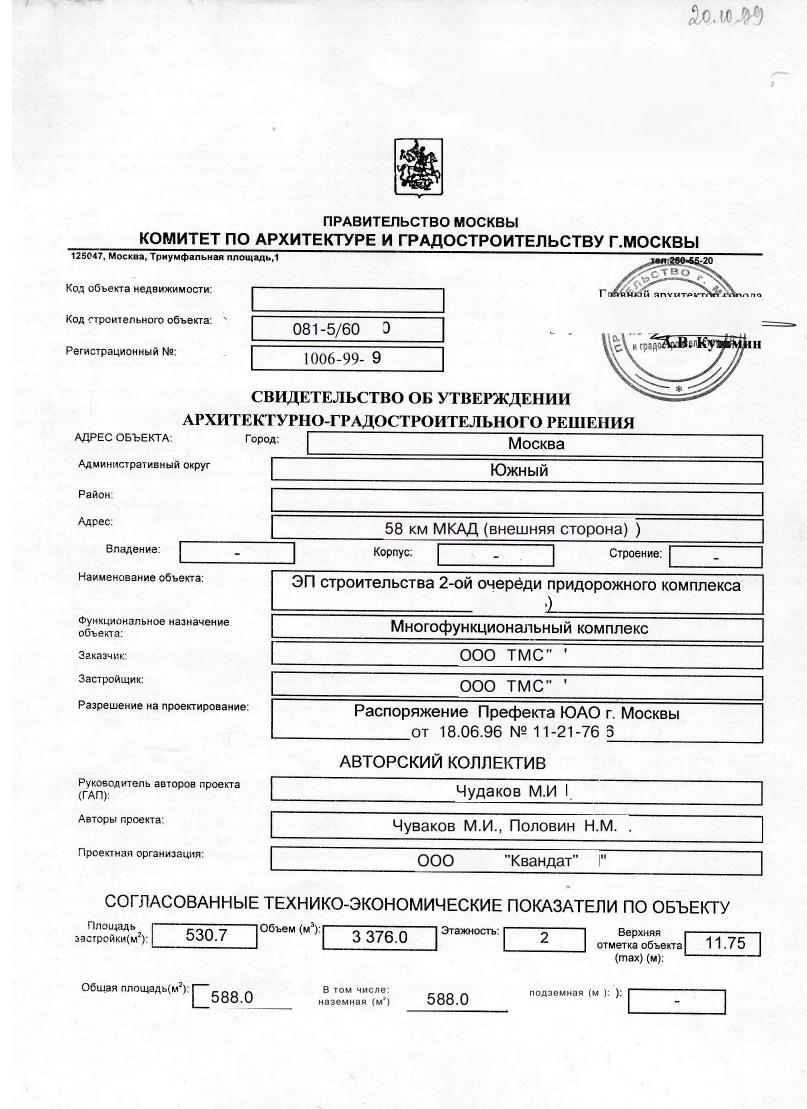 20.10.99
ПРАВИТЕЛЬСТВО МОСКВЫ
КОМИТЕТ ПО АРХИТЕКТУРЕ И ГРАДОСТРОИТЕЛЬСТВУ Г.МОСКВЫ
125047, Москва, Триумфальная площадь,1 тел.250-55-20
Главный архитектор города
Код объекта недвижимости:
Код строительного объекта: 081-5/60 0
Регистрационный №: 1006-99- 9
А.В. Кузьмин
и градостроительству
СВИДЕТЕЛЬСТВО ОБ УТВЕРЖДЕНИИ
АРХИТЕКТУРНО-ГРАДОСТРОИТЕЛЬНОГО РЕШЕНИЯ
АДРЕС ОБЪЕКТА: Город: Москва
Административный округ Южный
Район:
Адрес: 58 км МКАД (внешняя сторона) )
Владение: - Корпус: - Строение: -
Наименование объекта: ЭП строительства 2-ой очереди придорожного комплекса
)
Функциональное назначение
объекта: Многофункциональный комплекс
Заказчик: ООО ТМС" '
Застройщик: ООО ТМС" '
Разрешение на проектирование: Распоряжение Префекта ЮАО г. Москвы
от 18.06.96 № 11-21-76 6
АВТОРСКИЙ КОЛЛЕКТИВ
Руководитель авторов проекта
(ГАП): Чудаков М.И
Авторы проекта: Чуваков М.И., Половин Н.М. .
Проектная организация: ООО "Квандат" "
СОГЛАСОВАННЫЕ ТЕХНИКО-ЭКОНОМИЧЕСКИЕ ПОКАЗАТЕЛИ ПО ОБЪЕКТУ
Площадь
застройки(м²): 530.7 Объем (м³): 3 376.0 Этажность: 2 Верхняя
отметка объекта
(max) (м): 11.75
Общая площадь(м²): 588.0 В том числе:
наземная (м²) 588.0 подземная (м ): ): -